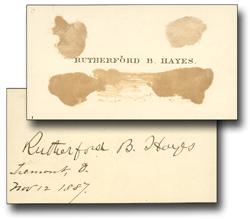 RUTHERFORD B. HAYES.
Rutherford B. Hayes
Fremont, O.
Nov 12 1887.